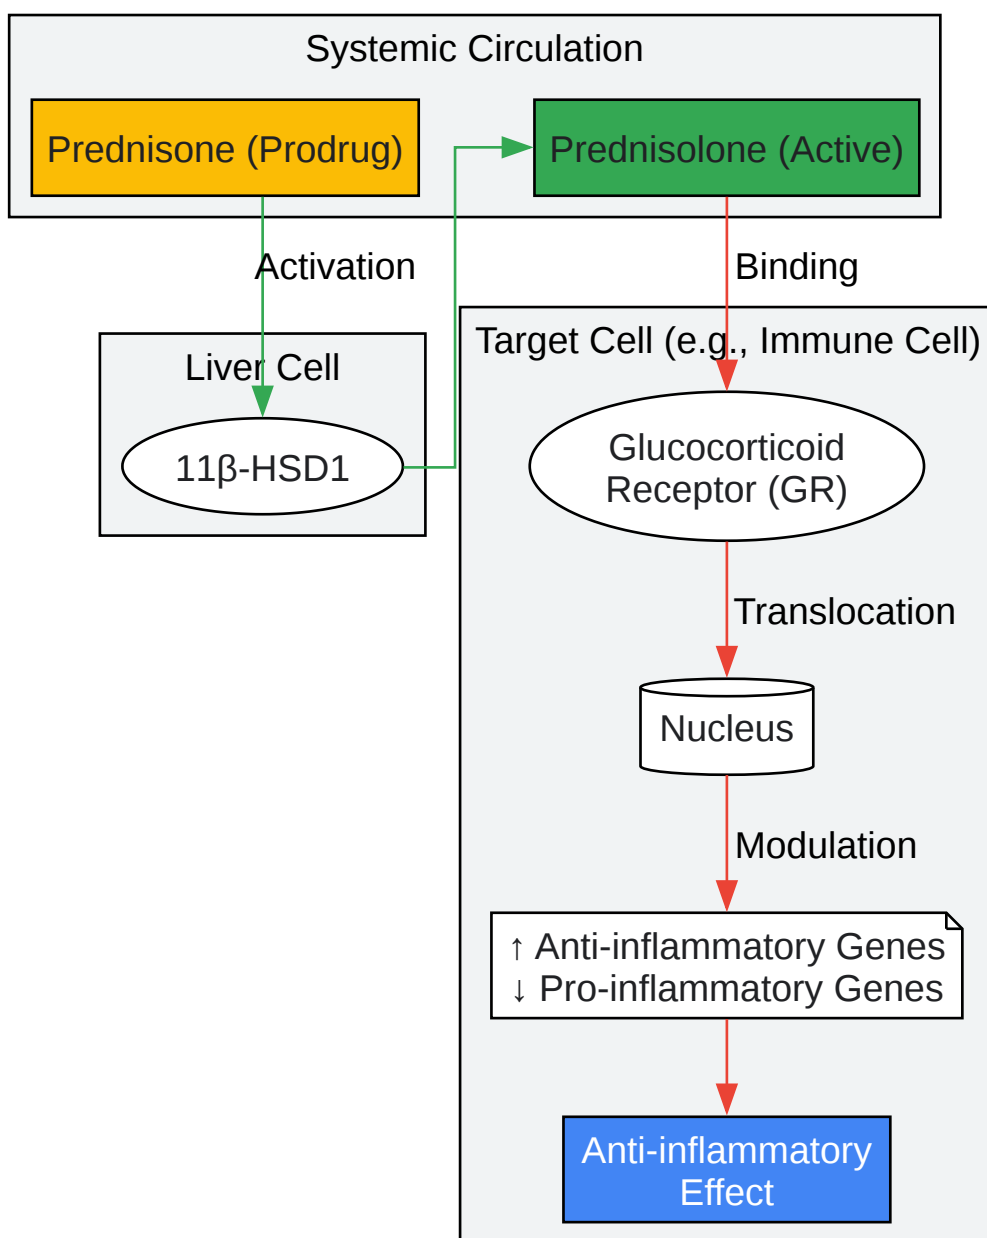 Systemic Circulation
Prednisone (Prodrug)
Prednisolone (Active)
Activation
Binding
Liver Cell
Target Cell (e.g., Immune Cell)
11β-HSD1
Glucocorticoid
Receptor (GR)
Translocation
Nucleus
Modulation
↑ Anti-inflammatory Genes
↓ Pro-inflammatory Genes
Anti-inflammatory
Effect